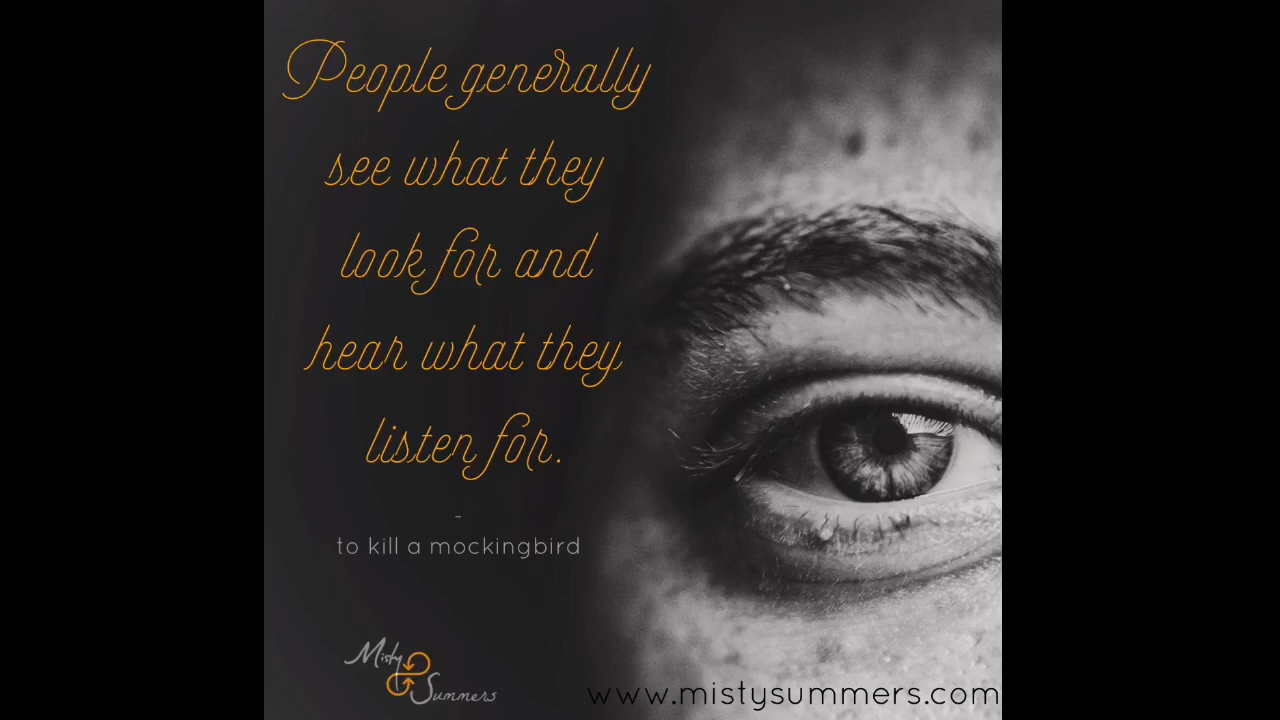 People generally
see what they
look for and
hear what they
listen for.
-
to kill a mockingbird
Misty
Summers
www.mistysummers.com